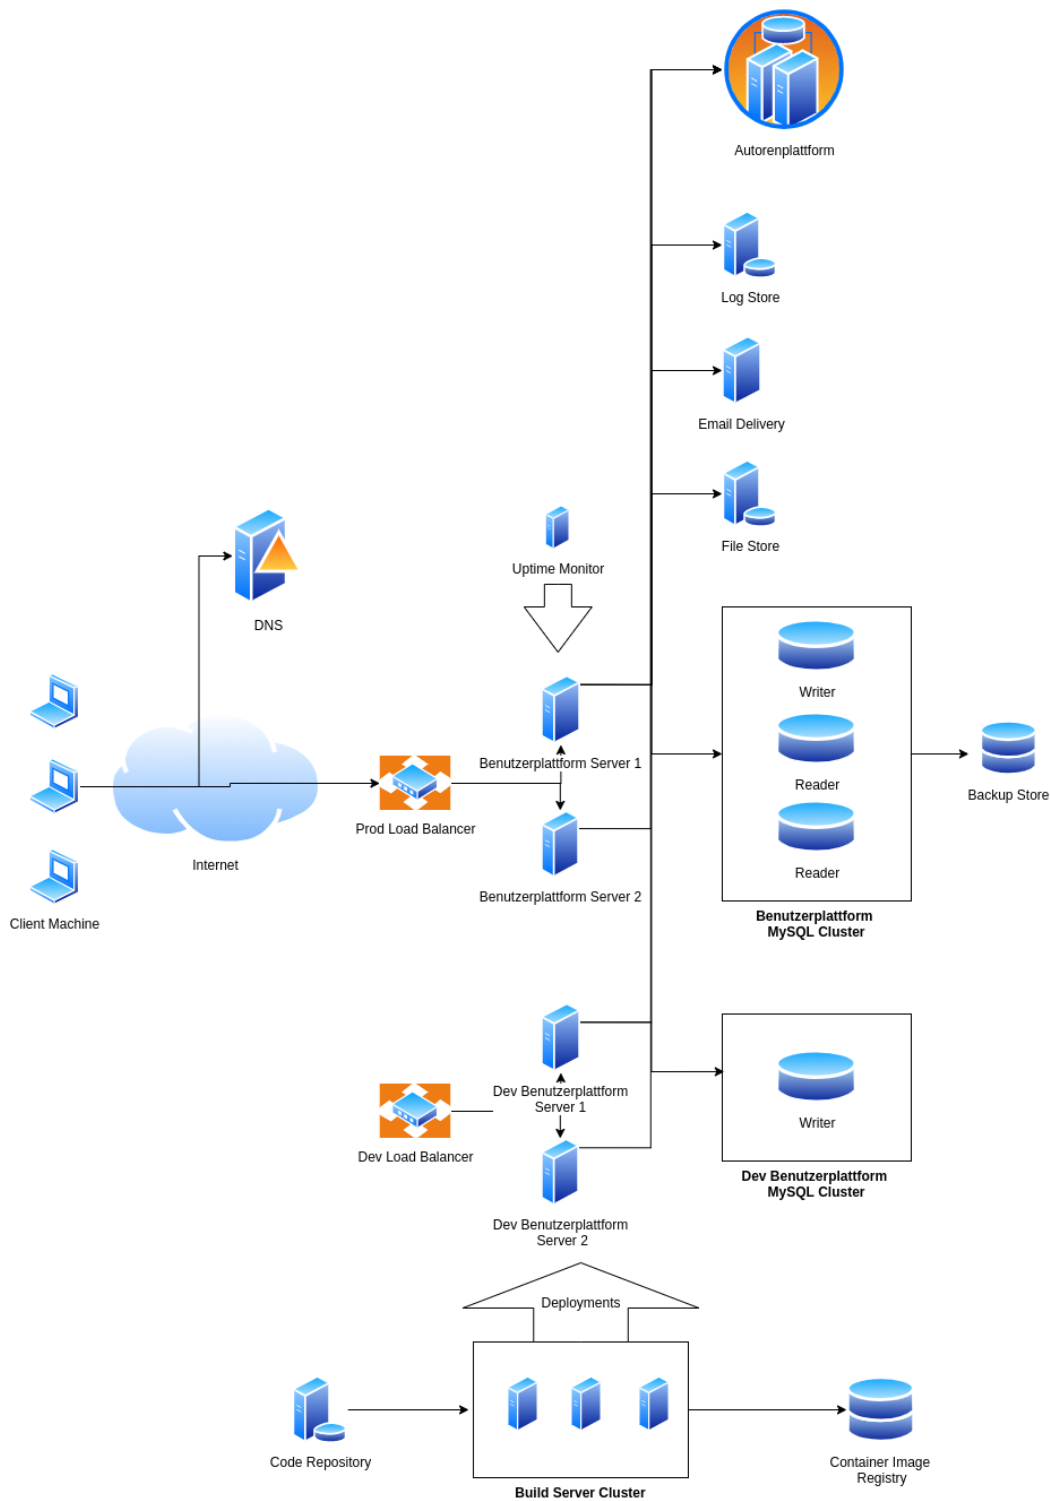 Autorenplattform
Log Store
Email Delivery
File Store
Uptime Monitor
DNS
Writer
Benutzerplattform Server 1
Reader
Backup Store
Prod Load Balancer
Internet
Reader
Benutzerplattform Server 2
Client Machine
Benutzerplattform
MySQL Cluster
Dev Benutzerplattform
Server 1
Writer
Dev Load Balancer
Dev Benutzerplattform
MySQL Cluster
Dev Benutzerplattform
Server 2
Deployments
Code Repository
Container Image
Registry
Build Server Cluster